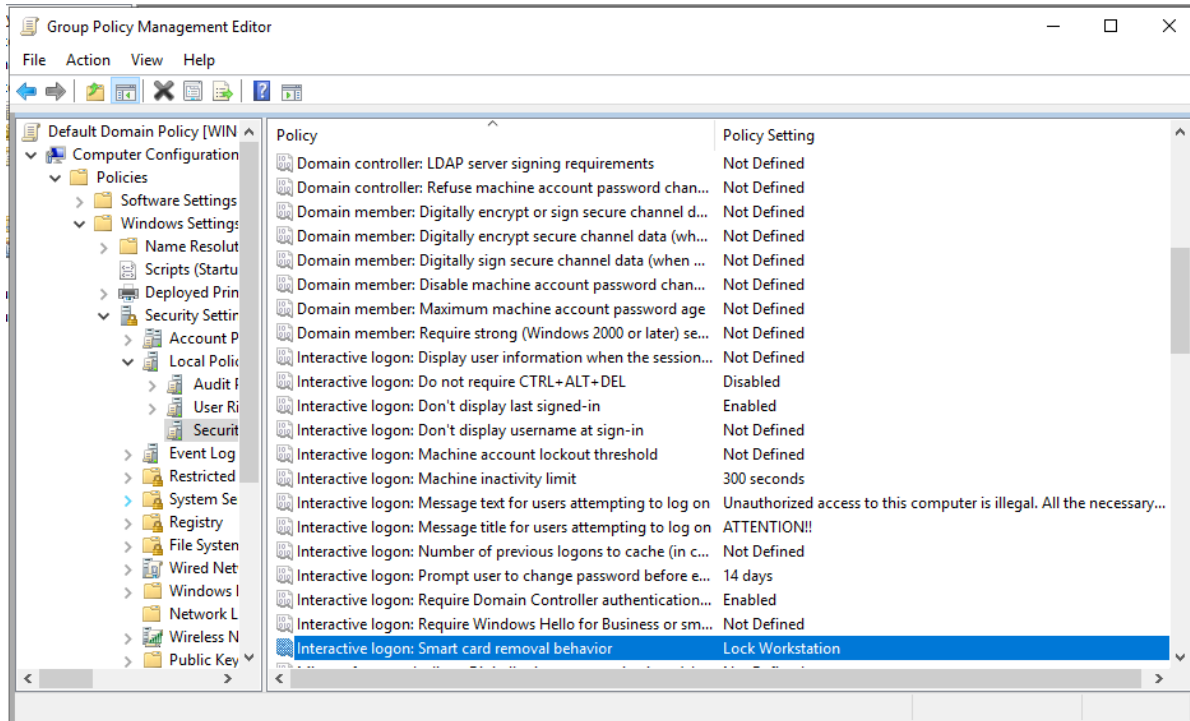 Group Policy Management Editor
File Action View Help
Default Domain Policy [WIN
Computer Configuration
Policies
Software Settings
Windows Settings
Name Resolut
Scripts (Startu
Deployed Prin
Security Settin
Account P
Local Polic
Audit P
User Ri
Securit
Event Log
Restricted
System Se
Registry
File System
Wired Net
Windows
Network L
Wireless N
Public Key
Policy Policy Setting
Domain controller: LDAP server signing requirements Not Defined
Domain controller: Refuse machine account password chan... Not Defined
Domain member: Digitally encrypt or sign secure channel d... Not Defined
Domain member: Digitally encrypt secure channel data (wh... Not Defined
Domain member: Digitally sign secure channel data (when ... Not Defined
Domain member: Disable machine account password chan... Not Defined
Domain member: Maximum machine account password age Not Defined
Domain member: Require strong (Windows 2000 or later) se... Not Defined
Interactive logon: Display user information when the session... Not Defined
Interactive logon: Do not require CTRL+ALT+DEL Disabled
Interactive logon: Don't display last signed-in Enabled
Interactive logon: Don't display username at sign-in Not Defined
Interactive logon: Machine account lockout threshold Not Defined
Interactive logon: Machine inactivity limit 300 seconds
Interactive logon: Message text for users attempting to log on Unauthorized access to this computer is illegal. All the necessary...
Interactive logon: Message title for users attempting to log on ATTENTION!!
Interactive logon: Number of previous logons to cache (in c... Not Defined
Interactive logon: Prompt user to change password before e... 14 days
Interactive logon: Require Domain Controller authentication... Enabled
Interactive logon: Require Windows Hello for Business or sm... Not Defined
Interactive logon: Smart card removal behavior Lock Workstation